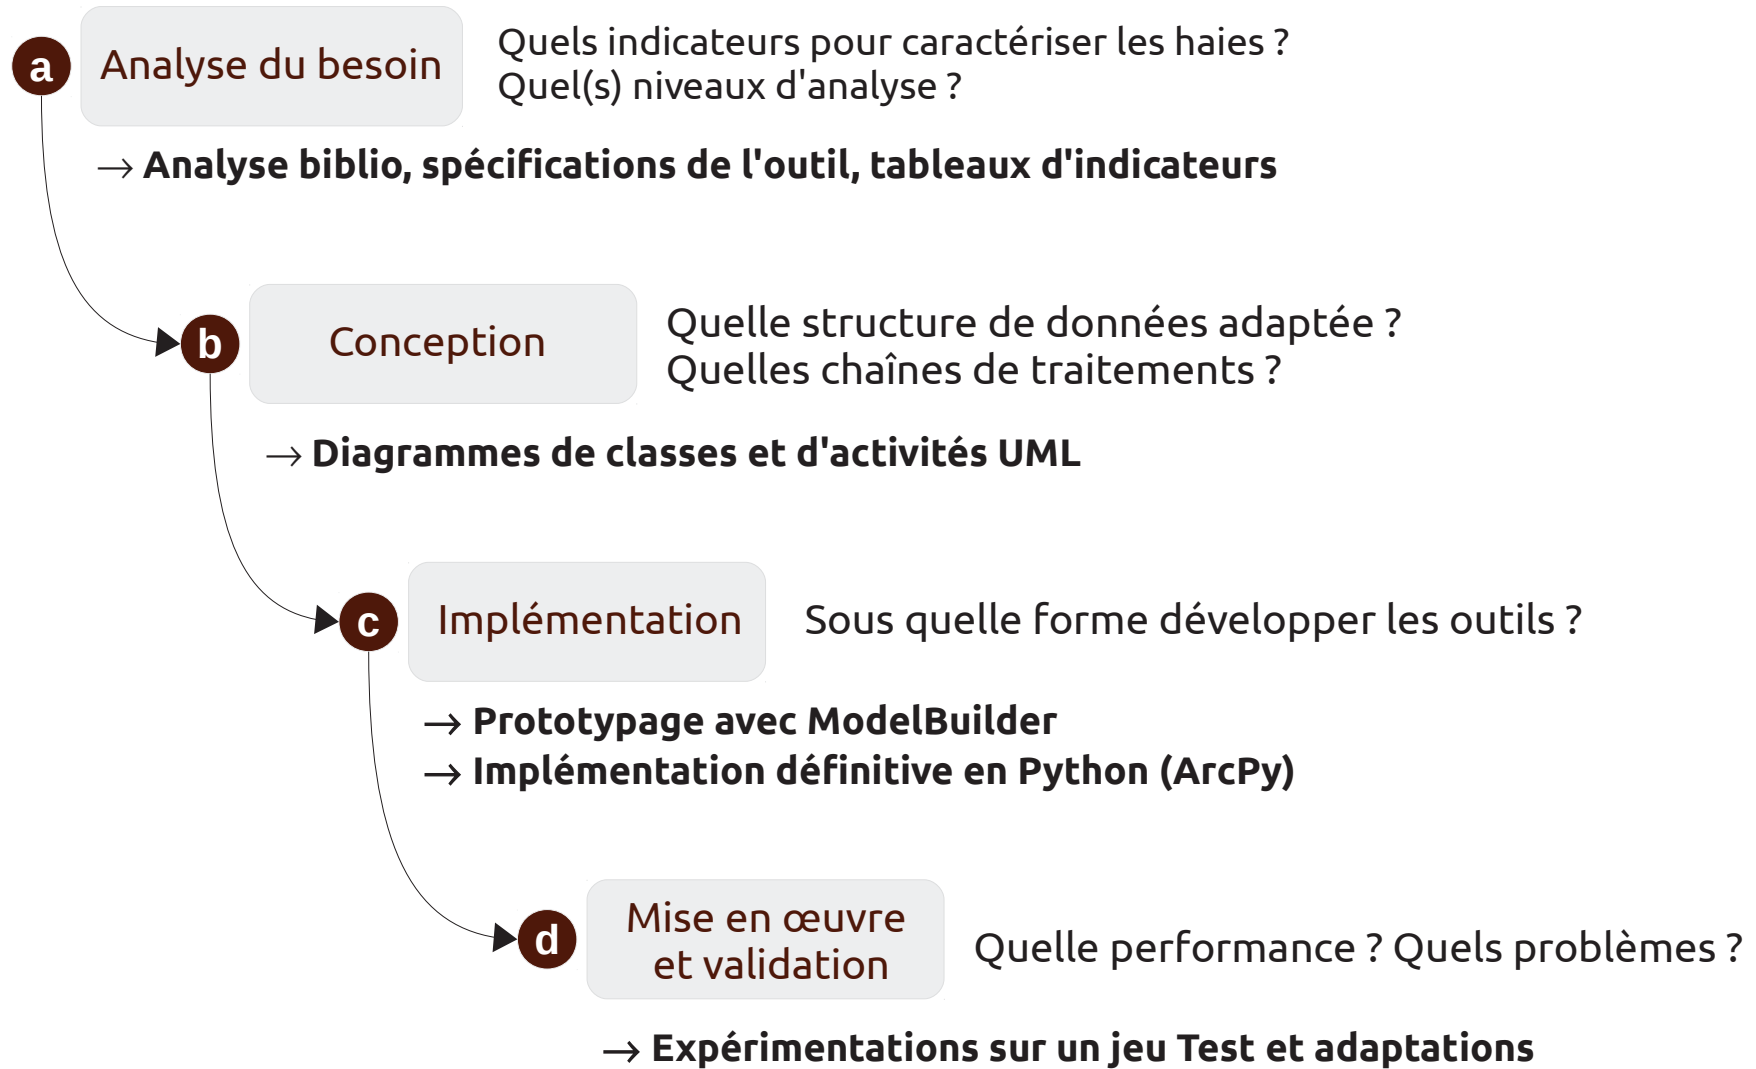 a
Analyse du besoin
Quels indicateurs pour caractériser les haies ?
Quel(s) niveaux d'analyse ?
→ Analyse biblio, spécifications de l'outil, tableaux d'indicateurs
b
Conception
Quelle structure de données adaptée ?
Quelles chaînes de traitements ?
→ Diagrammes de classes et d'activités UML
c
Implémentation
Sous quelle forme développer les outils ?
→ Prototypage avec ModelBuilder
→ Implémentation définitive en Python (ArcPy)
d
Mise en œuvre
et validation
Quelle performance ? Quels problèmes ?
→ Expérimentations sur un jeu Test et adaptations